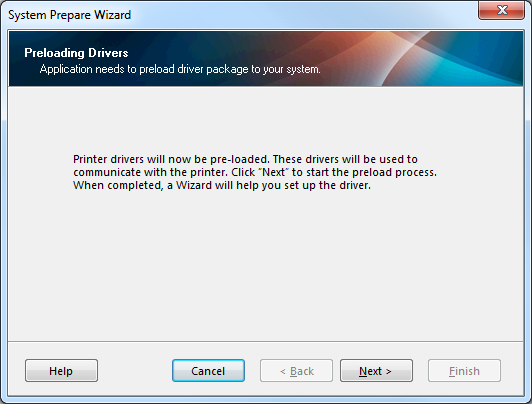 System Prepare Wizard
Preloading Drivers
Application needs to preload driver package to your system.
Printer drivers will now be pre-loaded. These drivers will be used to
communicate with the printer. Click "Next" to start the preload process.
When completed, a Wizard will help you set up the driver.
Help
Cancel
< Back
Next >
Finish